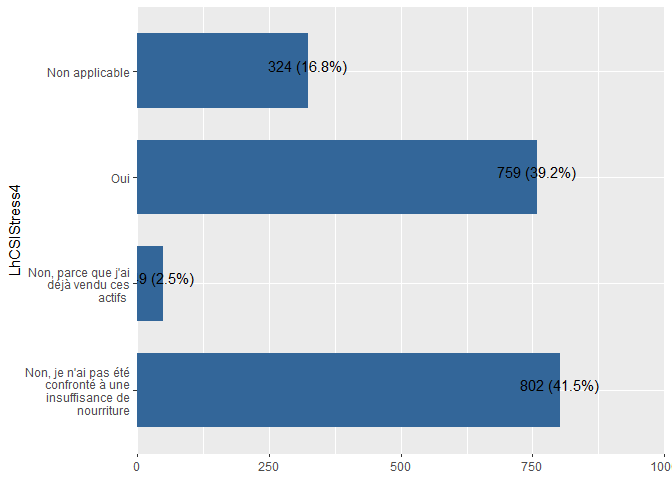 LhCSIStress4
Non applicable
324 (16.8%)
Oui
759 (39.2%)
Non, parce que j'ai
déjà vendu ces
actifs
9 (2.5%)
Non, je n'ai pas été
confronté à une
insuffisance de
nourriture
802 (41.5%)
0
250
500
750
100